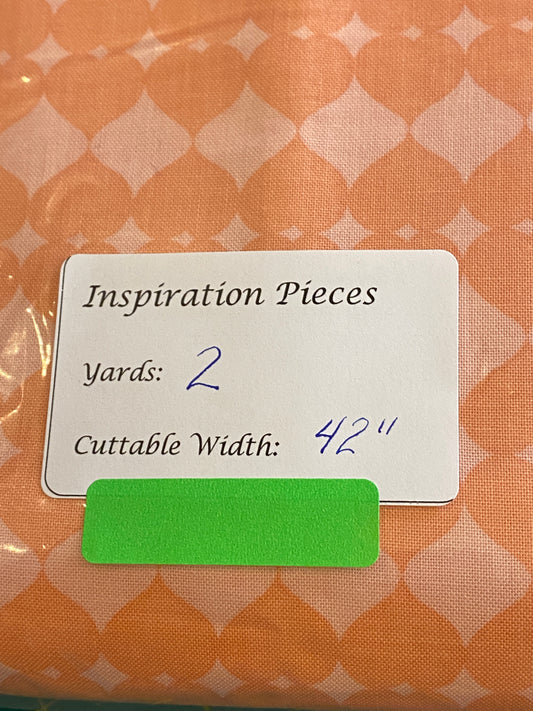 Inspiration Pieces
Yards: 2
Cuttable Width: 42"